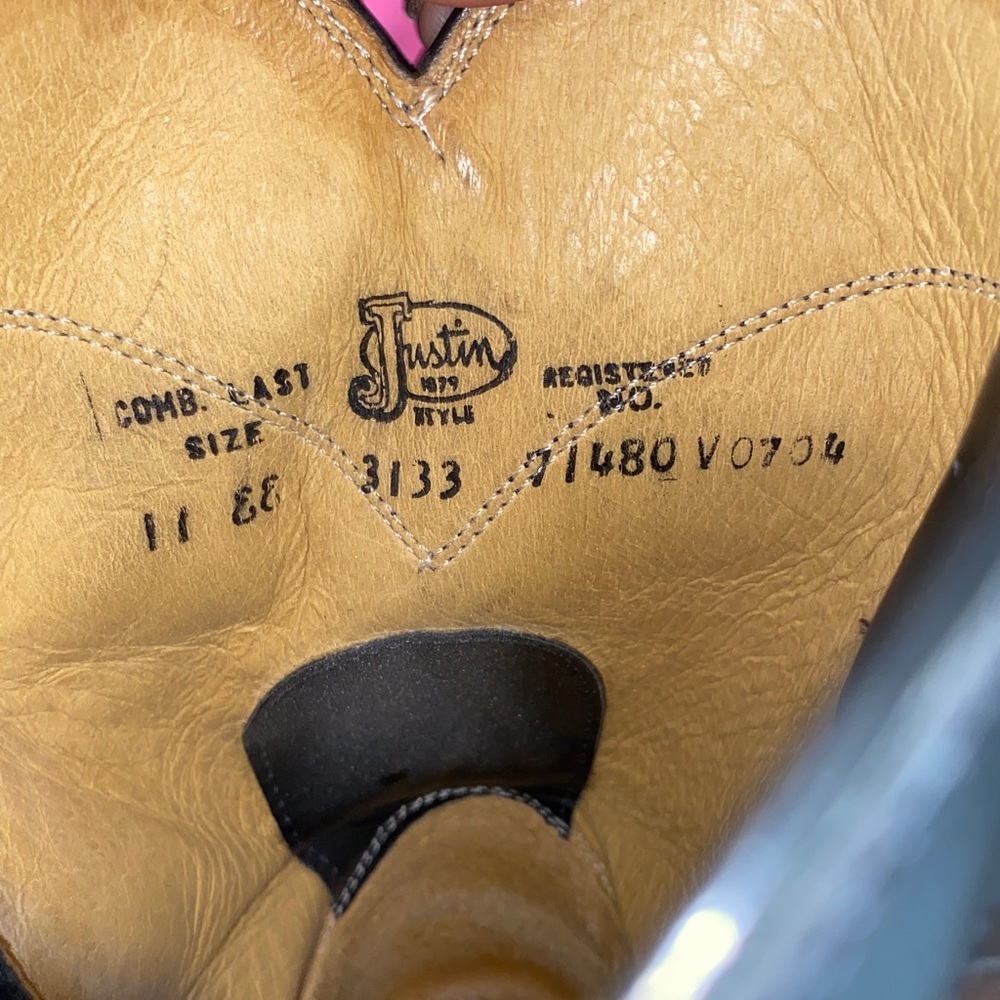 Justin
1879
STYLE
COMB. LAST
SIZE
REGISTERED
NO.
11 EE 3133 71480 V0704